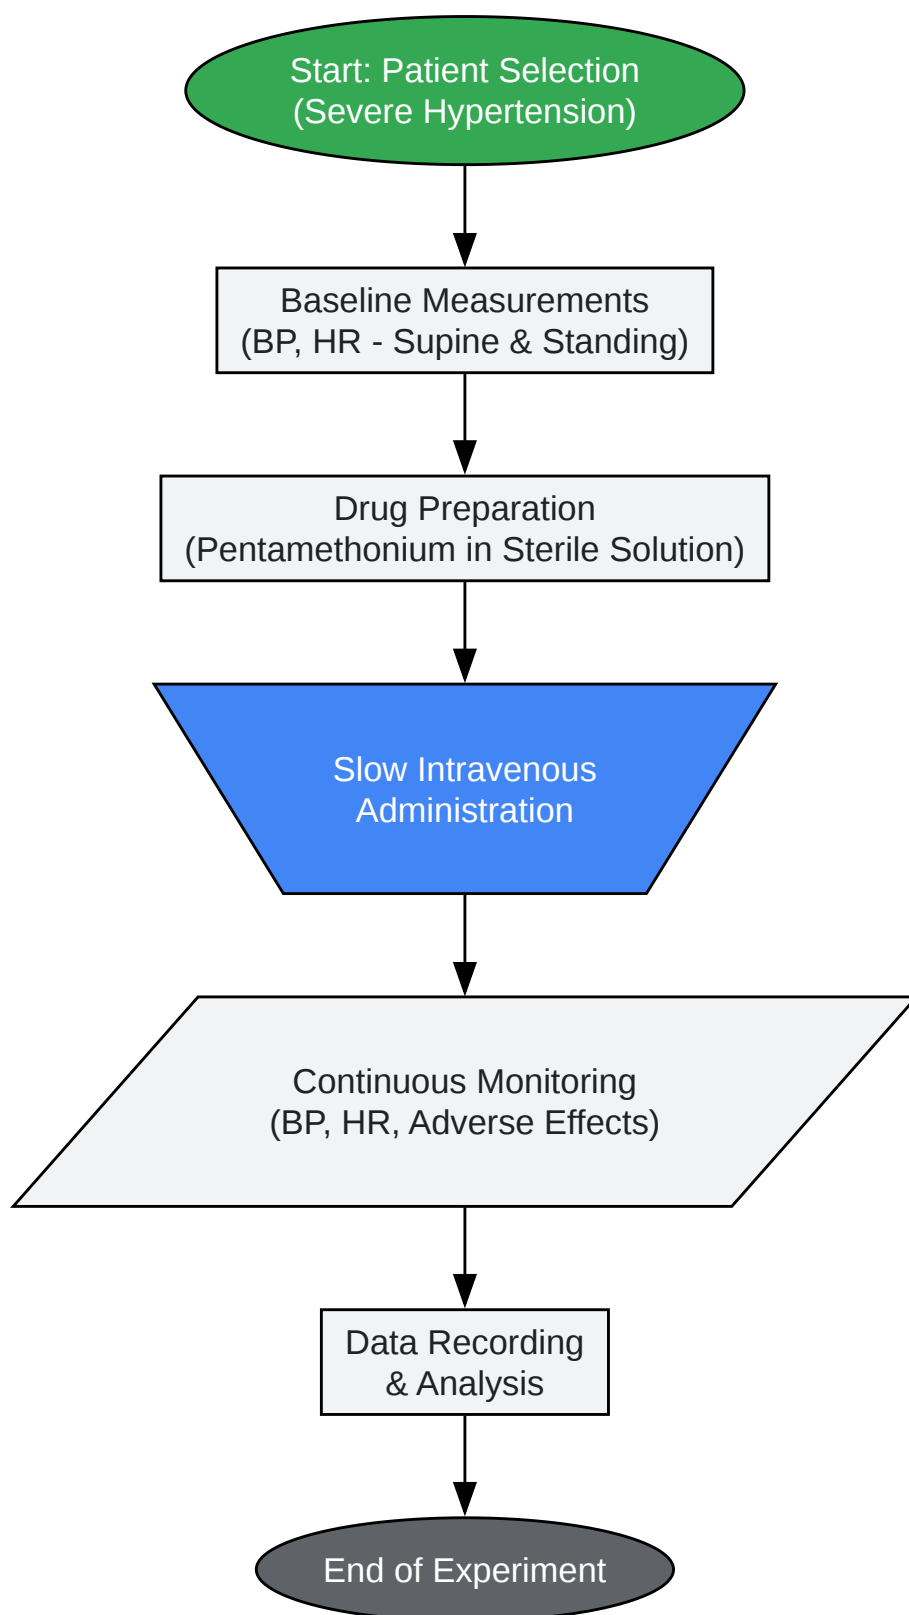 Start: Patient Selection
(Severe Hypertension)
Baseline Measurements
(BP, HR - Supine & Standing)
Drug Preparation
(Pentamethonium in Sterile Solution)
Slow Intravenous
Administration
Continuous Monitoring
(BP, HR, Adverse Effects)
Data Recording
& Analysis
End of Experiment